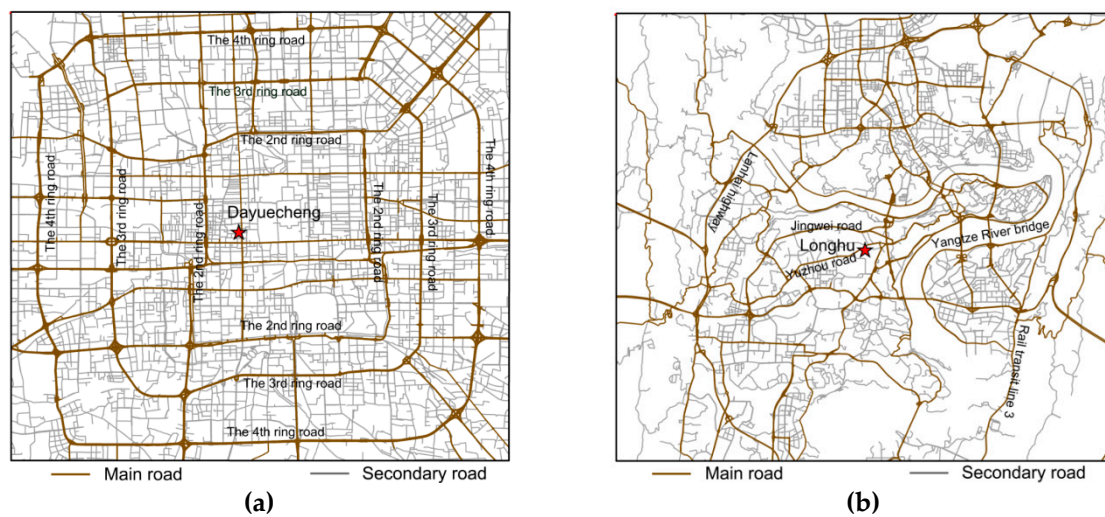 The 4th ring road
The 3rd ring road
The 2nd ring road
The 4th ring road
The 3rd ring road
The 2nd ring road
Dayuecheng
The 2nd ring road
The 3rd ring road
The 4th ring road
The 2nd ring road
The 3rd ring road
The 4th ring road
Main road
Secondary road
(a)
Lanhai highway
Jingwei road
Longhu
Yuzhou road
Yangtze River bridge
Rail transit line 3
Main road
Secondary road
(b)